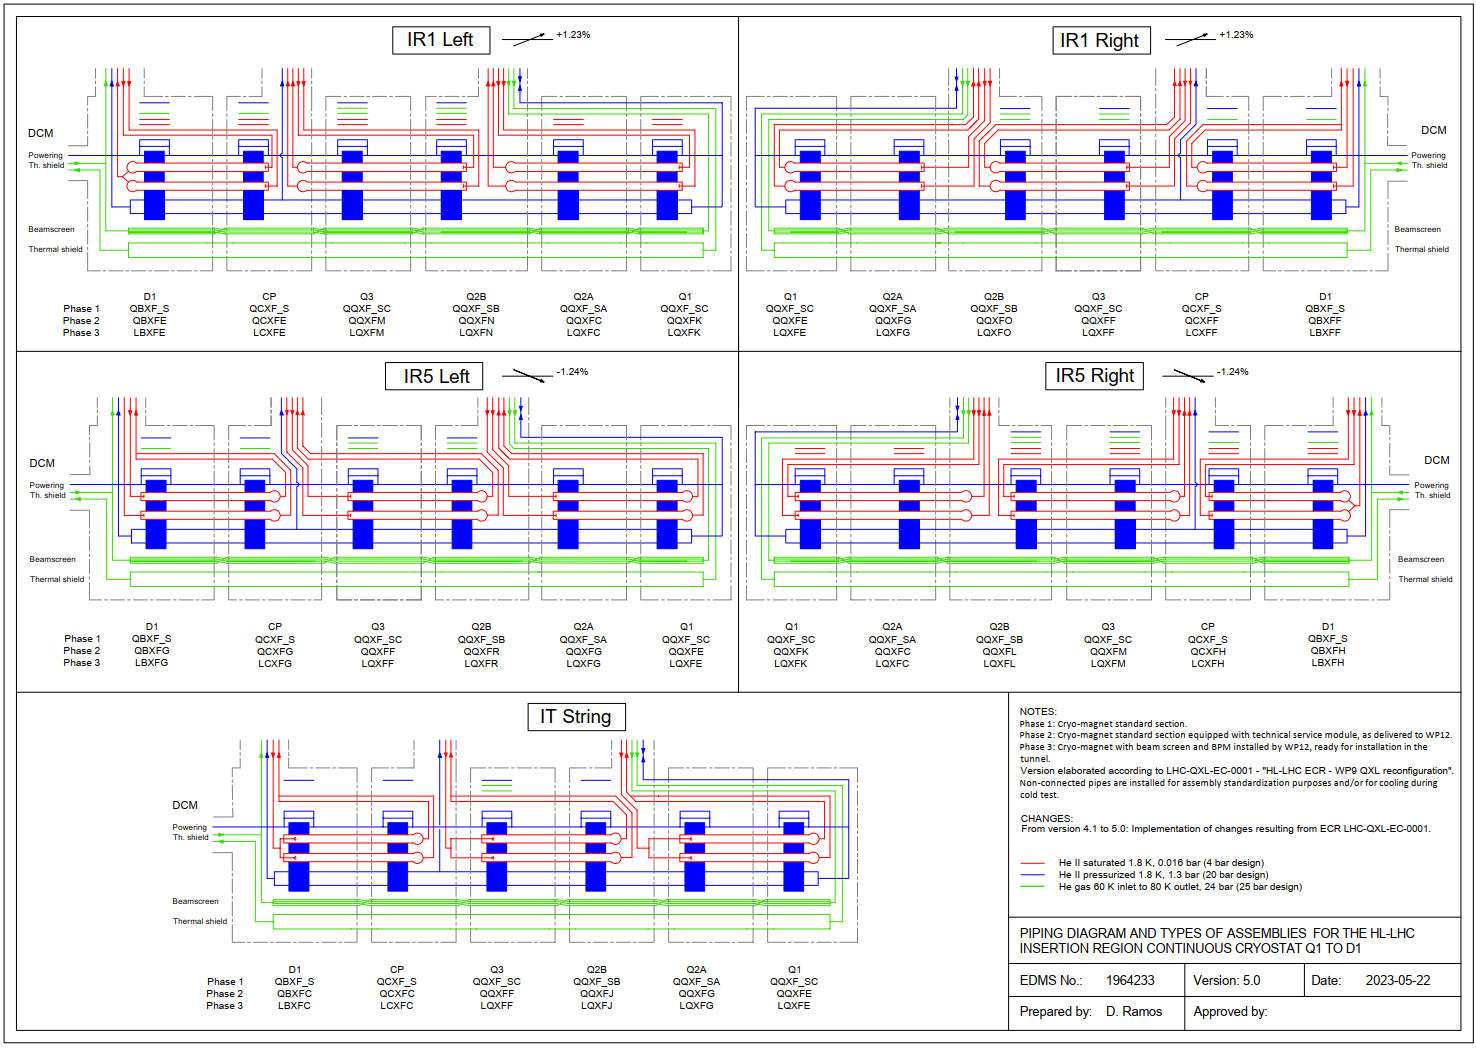 IR1 Left
+1.23%
DCM
Powering
Th. shield
Beamscreen
Thermal shield
D1 CP Q3 Q2B Q2A Q1
Phase 1 QBXF_S QCXF_S QQXF_SC QQXF_SB QQXF_SA QQXF_SC
Phase 2 QBXFE QCXFE QQXFM QQXFN QQXFC QQXFK
Phase 3 LBXFE LCXFE LQXFM LQXFN LQXFC LQXFK
IR1 Right
+1.23%
DCM
Powering
Th. shield
Beamscreen
Thermal shield
Q1 Q2A Q2B Q3 CP D1
QQXF_SC QQXF_SA QQXF_SB QQXF_SC QCXF_S QBXF_S
QQXFE QQXFG QQXFO QQXFF QCXFF QBXFF
LQXFE LQXFG LQXFO LQXFF LCXFF LBXFF
IR5 Left
-1.24%
DCM
Powering
Th. shield
Beamscreen
Thermal shield
D1 CP Q3 Q2B Q2A Q1
Phase 1 QBXF_S QCXF_S QQXF_SC QQXF_SB QQXF_SA QQXF_SC
Phase 2 QBXFG QCXFG QQXFF QQXFR QQXFG QQXFE
Phase 3 LBXFG LCXFG LQXFF LQXFR LQXFG LQXFE
IR5 Right
-1.24%
DCM
Powering
Th. shield
Beamscreen
Thermal shield
Q1 Q2A Q2B Q3 CP D1
QQXF_SC QQXF_SA QQXF_SB QQXF_SC QCXF_S QBXF_S
QQXFK QQXFC QQXFL QQXFM QCXFH QBXFH
LQXFK LQXFC LQXFL LQXFM LCXFH LBXFH
IT String
DCM
Powering
Th. shield
Beamscreen
Thermal shield
D1 CP Q3 Q2B Q2A Q1
Phase 1 QBXF_S QCXF_S QQXF_SC QQXF_SB QQXF_SA QQXF_SC
Phase 2 QBXFC QCXFC QQXFF QQXFJ QQXFG QQXFE
Phase 3 LBXFC LCXFC LQXFF LQXFJ LQXFG LQXFE
NOTES:
Phase 1: Cryo-magnet standard section.
Phase 2: Cryo-magnet standard section equipped with technical service module, as delivered to WP12.
Phase 3: Cryo-magnet with beam screen and BPM installed by WP12, ready for installation in the
tunnel.
Version elaborated according to LHC-QXL-EC-0001 - "HL-LHC ECR - WP9 QXL reconfiguration".
Non-connected pipes are installed for assembly standardization purposes and/or for cooling during
cold test.
CHANGES:
From version 4.1 to 5.0: Implementation of changes resulting from ECR LHC-QXL-EC-0001.
He II saturated 1.8 K, 0.016 bar (4 bar design)
He II pressurized 1.8 K, 1.3 bar (20 bar design)
He gas 60 K inlet to 80 K outlet, 24 bar (25 bar design)
PIPING DIAGRAM AND TYPES OF ASSEMBLIES FOR THE HL-LHC
INSERTION REGION CONTINUOUS CRYOSTAT Q1 TO D1
EDMS No.: 1964233 Version: 5.0 Date: 2023-05-22
Prepared by: D. Ramos Approved by: